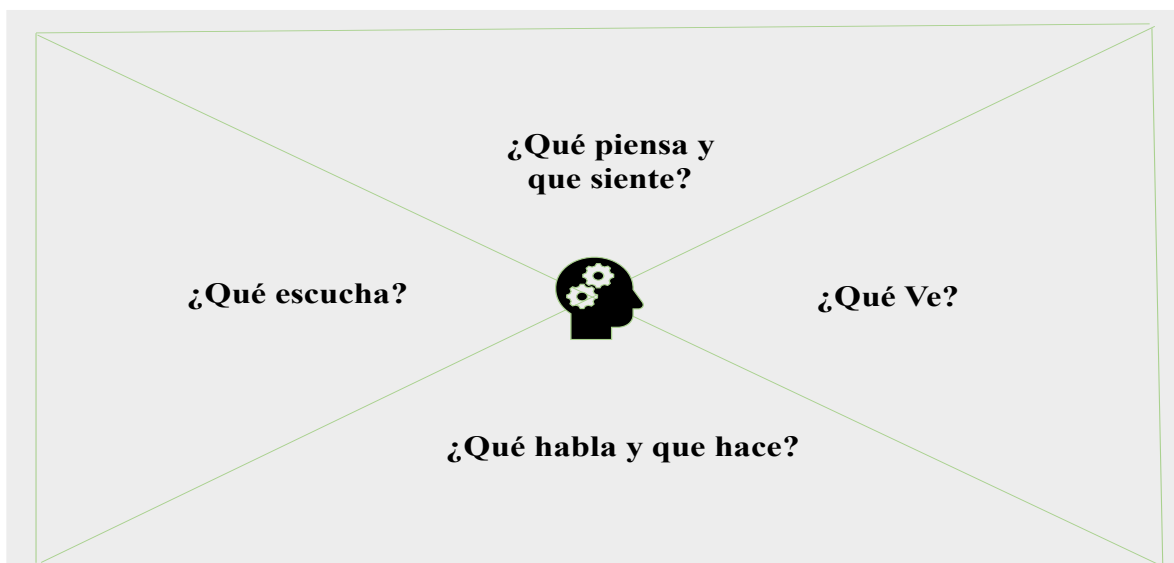 ¿Qué piensa y
que siente?
¿Qué escucha?
¿Qué Ve?
¿Qué habla y que hace?